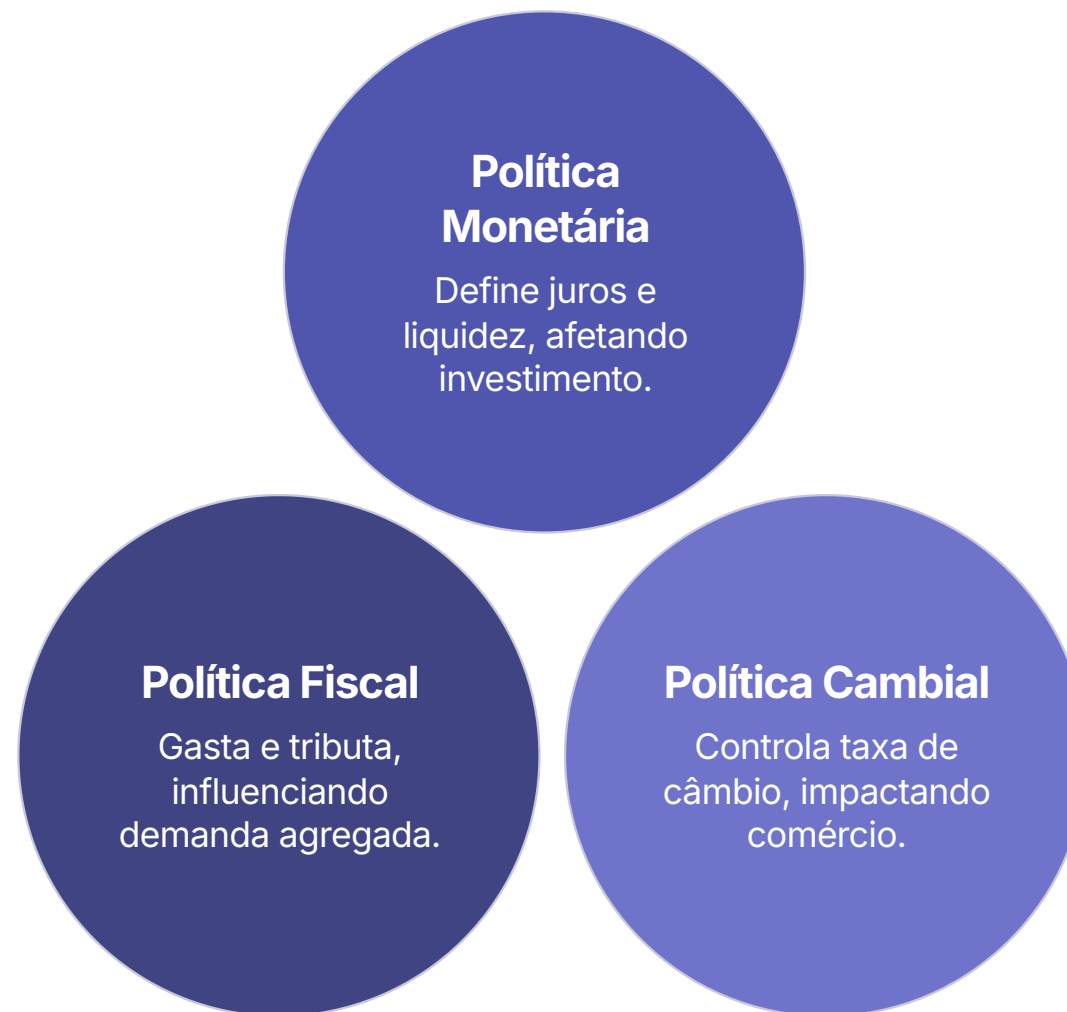 Política
Monetária
Define juros e
liquidez, afetando
investimento.
Política Fiscal
Gasta e tributa,
influenciando
demanda agregada.
Política Cambial
Controla taxa de
câmbio, impactando
comércio.